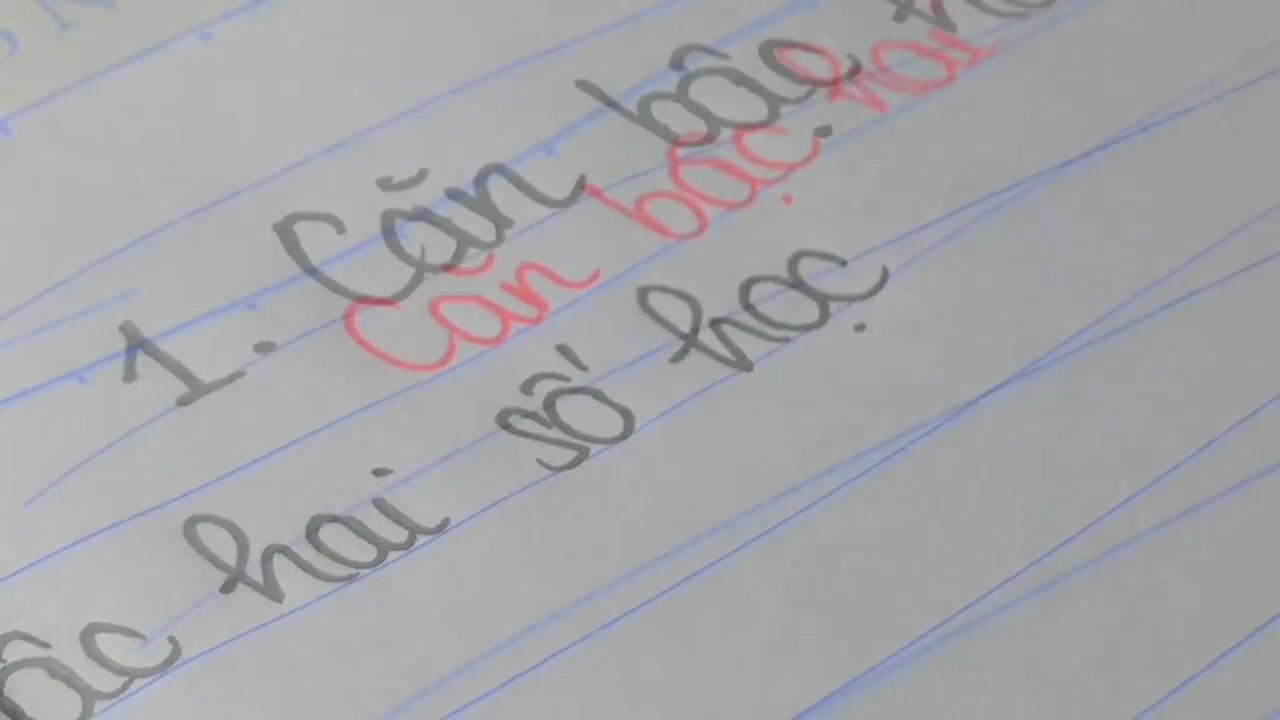 1. Căn bậc
Căn bậc hai
hai số học